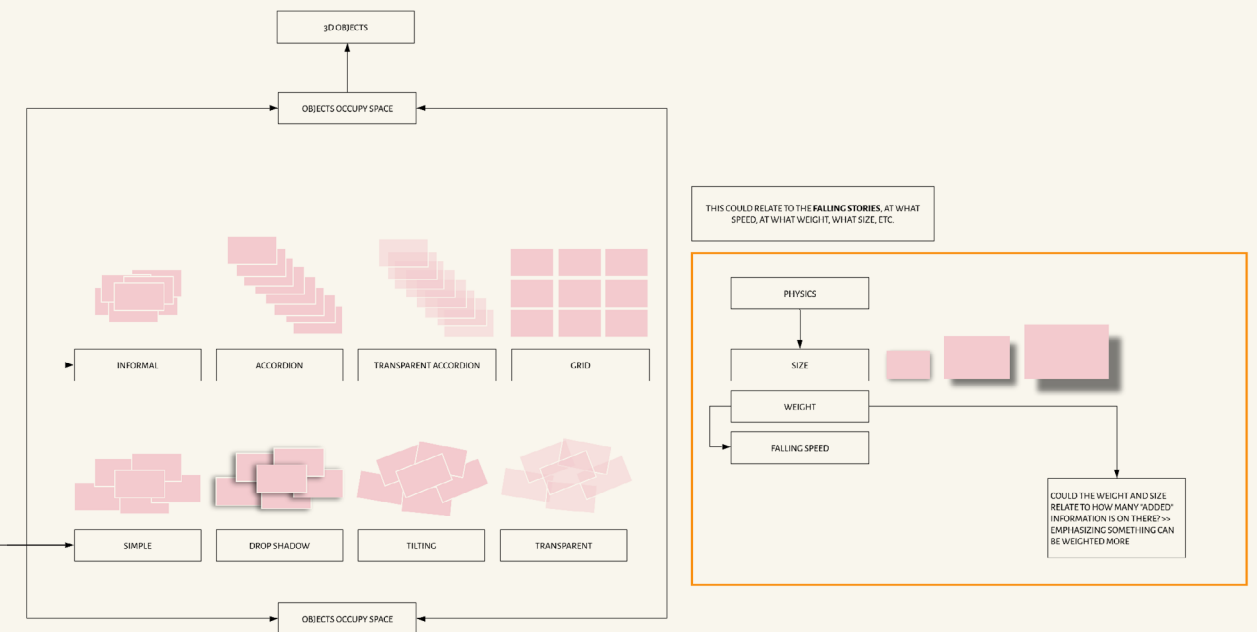 3D OBJECTS
OBJECTS OCCUPY SPACE
THIS COULD RELATE TO THE FALLING STORIES, AT WHAT
SPEED, AT WHAT WEIGHT, WHAT SIZE, ETC.
PHYSICS
INFORMAL
ACCORDION
TRANSPARENT ACCORDION
GRID
SIZE
WEIGHT
FALLING SPEED
COULD THE WEIGHT AND SIZE
RELATE TO HOW MANY "ADDED"
INFORMATION IS ON THERE? >>
EMPHASIZING SOMETHING CAN
BE WEIGHTED MORE
SIMPLE
DROP SHADOW
TILTING
TRANSPARENT
OBJECTS OCCUPY SPACE